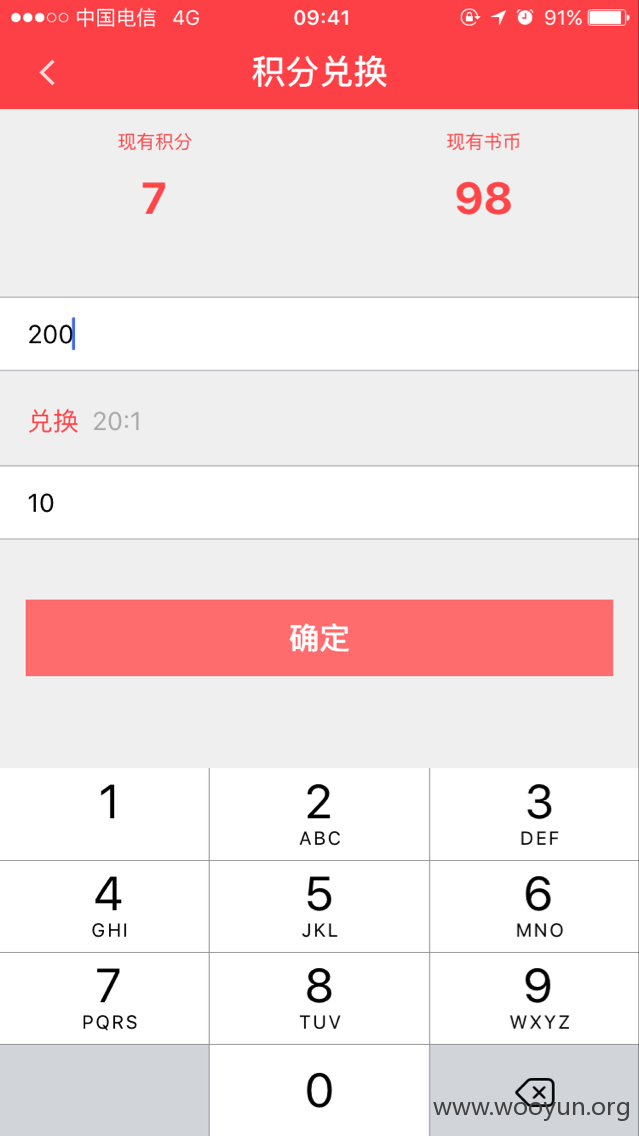 中国电信 4G 09:41 91%
积分兑换
现有积分 现有书币
7 98
200
兑换 20:1
10
确定
1 2 3
ABC DEF
4 5 6
GHI JKL MNO
7 8 9
PQRS TUV WXYZ
0
www.wooyun.org